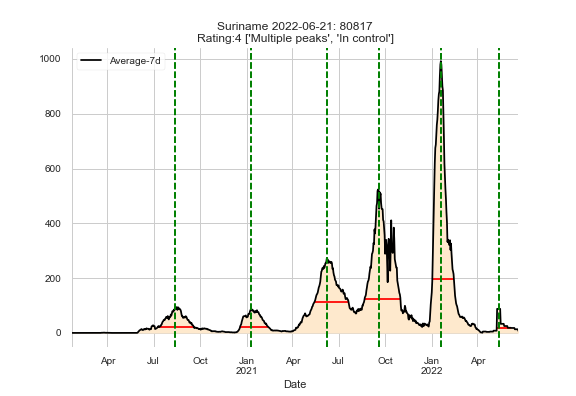 Suriname 2022-06-21: 80817
Rating:4 ['Multiple peaks', 'In control']
Average-7d
1000
800
600
400
200
0
Apr Jul Oct Jan Apr Jul Oct Jan Apr
2021 2022
Date